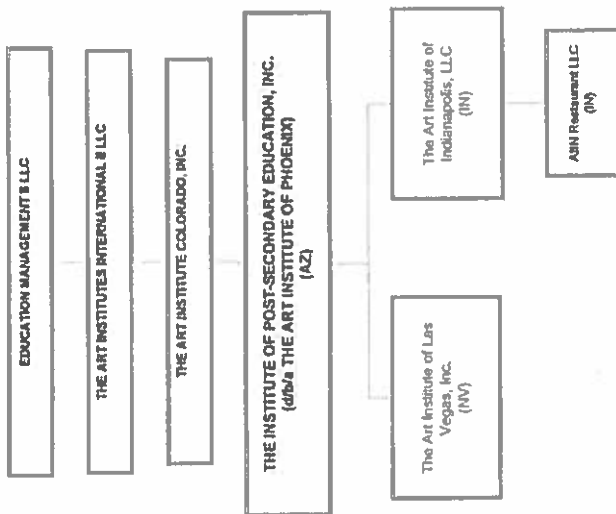 EDUCATION MANAGEMENT II LLC
THE ART INSTITUTES INTERNATIONAL II LLC
THE ART INSTITUTE COLORADO, INC.
THE INSTITUTE OF POST-SECONDARY EDUCATION, INC.
(d/b/a THE ART INSTITUTE OF PHOENIX)
(AZ)
The Art Institute of Las
Vegas, Inc.
(NV)
The Art Institute of
Indianapolis, LLC
(IN)
AIIN Restaurant LLC
(IN)